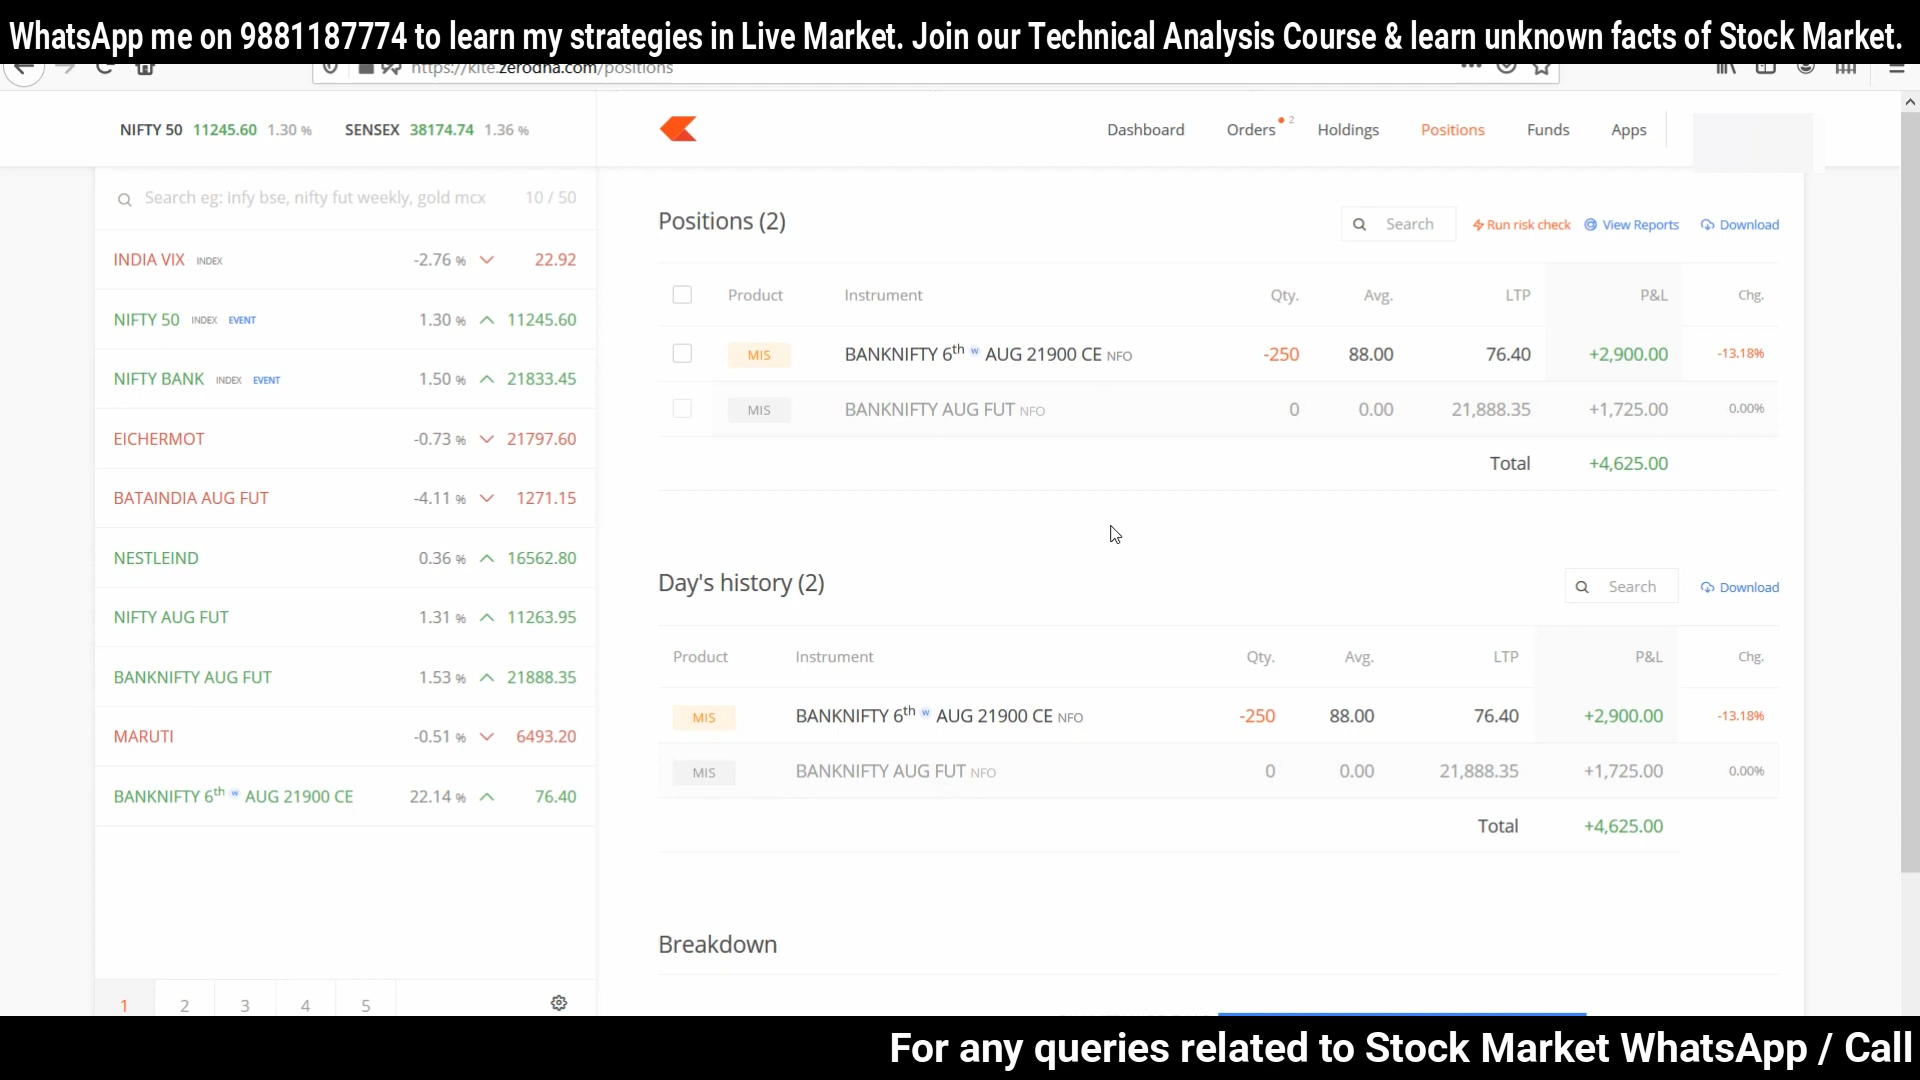 WhatsApp me on 9881187774 to learn my strategies in Live Market. Join our Technical Analysis Course & learn unknown facts of Stock Market.
https://kite.zerodha.com/positions
NIFTY 50 11245.60 1.30 % SENSEX 38174.74 1.36 %
Dashboard Orders 2 Holdings Positions Funds Apps
Search eg: infy bse, nifty fut weekly, gold mcx 10 / 50
INDIA VIX INDEX -2.76 % 22.92
NIFTY 50 INDEX EVENT 1.30 % 11245.60
NIFTY BANK INDEX EVENT 1.50 % 21833.45
EICHERMOT -0.73 % 21797.60
BATAINDIA AUG FUT -4.11 % 1271.15
NESTLEIND 0.36 % 16562.80
NIFTY AUG FUT 1.31 % 11263.95
BANKNIFTY AUG FUT 1.53 % 21888.35
MARUTI -0.51 % 6493.20
BANKNIFTY 6th w AUG 21900 CE 22.14 % 76.40
1 2 3 4 5
Positions (2) Search Run risk check View Reports Download
Product Instrument Qty. Avg. LTP P&L Chg.
MIS BANKNIFTY 6th w AUG 21900 CE NFO -250 88.00 76.40 +2,900.00 -13.18%
MIS BANKNIFTY AUG FUT NFO 0 0.00 21,888.35 +1,725.00 0.00%
Total +4,625.00
Day's history (2) Search Download
Product Instrument Qty. Avg. LTP P&L Chg.
MIS BANKNIFTY 6th w AUG 21900 CE NFO -250 88.00 76.40 +2,900.00 -13.18%
MIS BANKNIFTY AUG FUT NFO 0 0.00 21,888.35 +1,725.00 0.00%
Total +4,625.00
Breakdown
For any queries related to Stock Market WhatsApp / Call